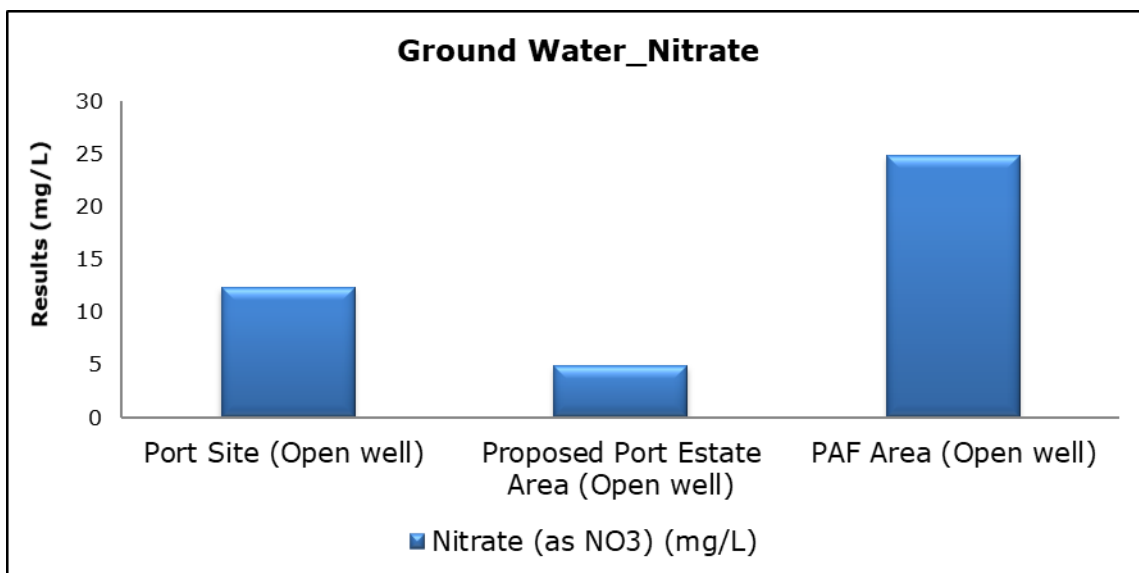 Ground Water_Nitrate
Results (mg/L)
30
25
20
15
10
5
0
Port Site (Open well)
Proposed Port Estate
Area (Open well)
PAF Area (Open well)
Nitrate (as NO3) (mg/L)